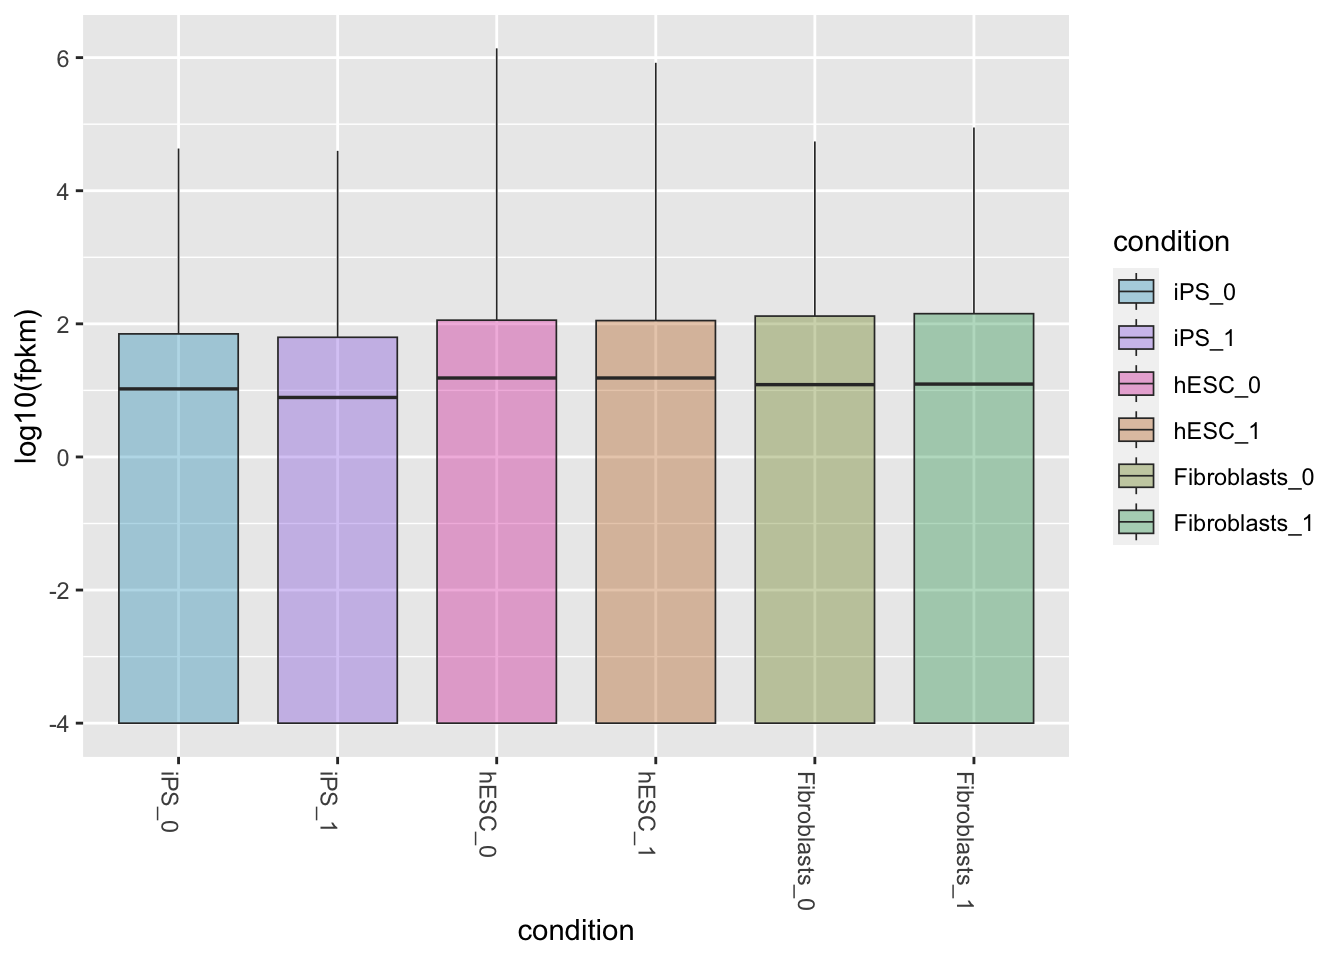 6
4
2
0
-2
-4
log10(fpkm)
iPS_0
iPS_1
hESC_0
hESC_1
Fibroblasts_0
Fibroblasts_1
condition
condition
iPS_0
iPS_1
hESC_0
hESC_1
Fibroblasts_0
Fibroblasts_1